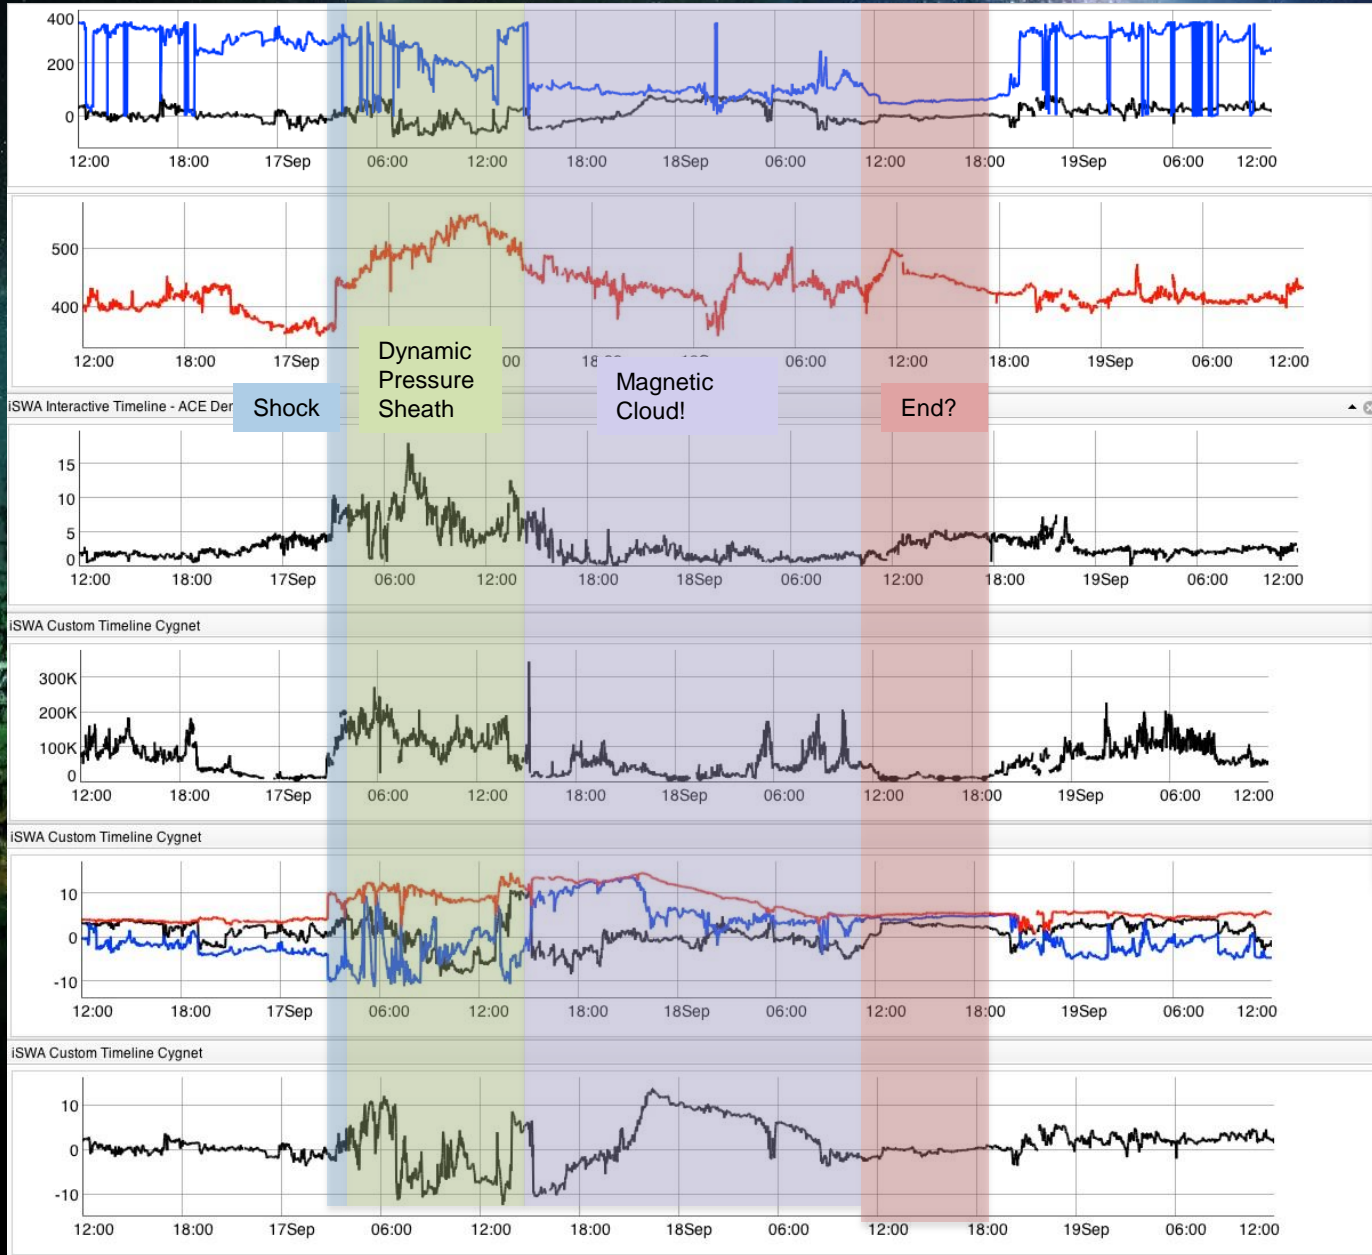 400
200
0
12:00 18:00 17Sep 06:00 12:00 18:00 18Sep 06:00 12:00 18:00 19Sep 06:00 12:00
500
400
12:00 18:00 17Sep 06:00 18:00 19Sep 06:00 12:00
Shock
Dynamic
Pressure
Sheath
Magnetic
Cloud!
End?
iSWA Interactive Timeline - ACE Der
15
10
5
0
12:00 18:00 17Sep 06:00 12:00 18:00 18Sep 06:00 12:00 18:00 19Sep 06:00 12:00
iSWA Custom Timeline Cygnet
300K
200K
100K
0
12:00 18:00 17Sep 06:00 12:00 18:00 18Sep 06:00 12:00 18:00 19Sep 06:00 12:00
iSWA Custom Timeline Cygnet
10
0
-10
12:00 18:00 17Sep 06:00 12:00 18:00 18Sep 06:00 12:00 18:00 19Sep 06:00 12:00
iSWA Custom Timeline Cygnet
10
0
-10
12:00 18:00 17Sep 06:00 12:00 18:00 18Sep 06:00 12:00 18:00 19Sep 06:00 12:00